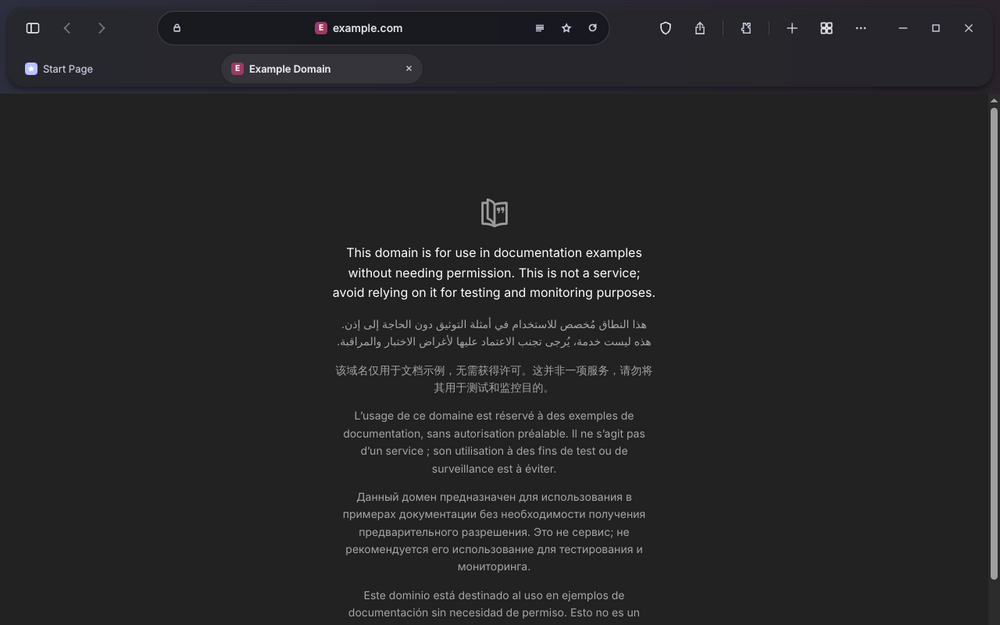 E example.com
Start Page
E Example Domain
This domain is for use in documentation examples
without needing permission. This is not a service;
avoid relying on it for testing and monitoring purposes.
هذا النطاق مُخصص للاستخدام في أمثلة التوثيق دون الحاجة إلى إذن.
هذه ليست خدمة، يُرجى تجنب الاعتماد عليها لأغراض الاختبار والمراقبة.
该域名仅用于文档示例，无需获得许可。这并非一项服务，请勿将
其用于测试和监控目的。
L’usage de ce domaine est réservé à des exemples de
documentation, sans autorisation préalable. Il ne s’agit pas
d’un service ; son utilisation à des fins de test ou de
surveillance est à éviter.
Данный домен предназначен для использования в
примерах документации без необходимости получения
предварительного разрешения. Это не сервис; не
рекомендуется его использование для тестирования и
мониторинга.
Este dominio está destinado al uso en ejemplos de
documentación sin necesidad de permiso. Esto no es un